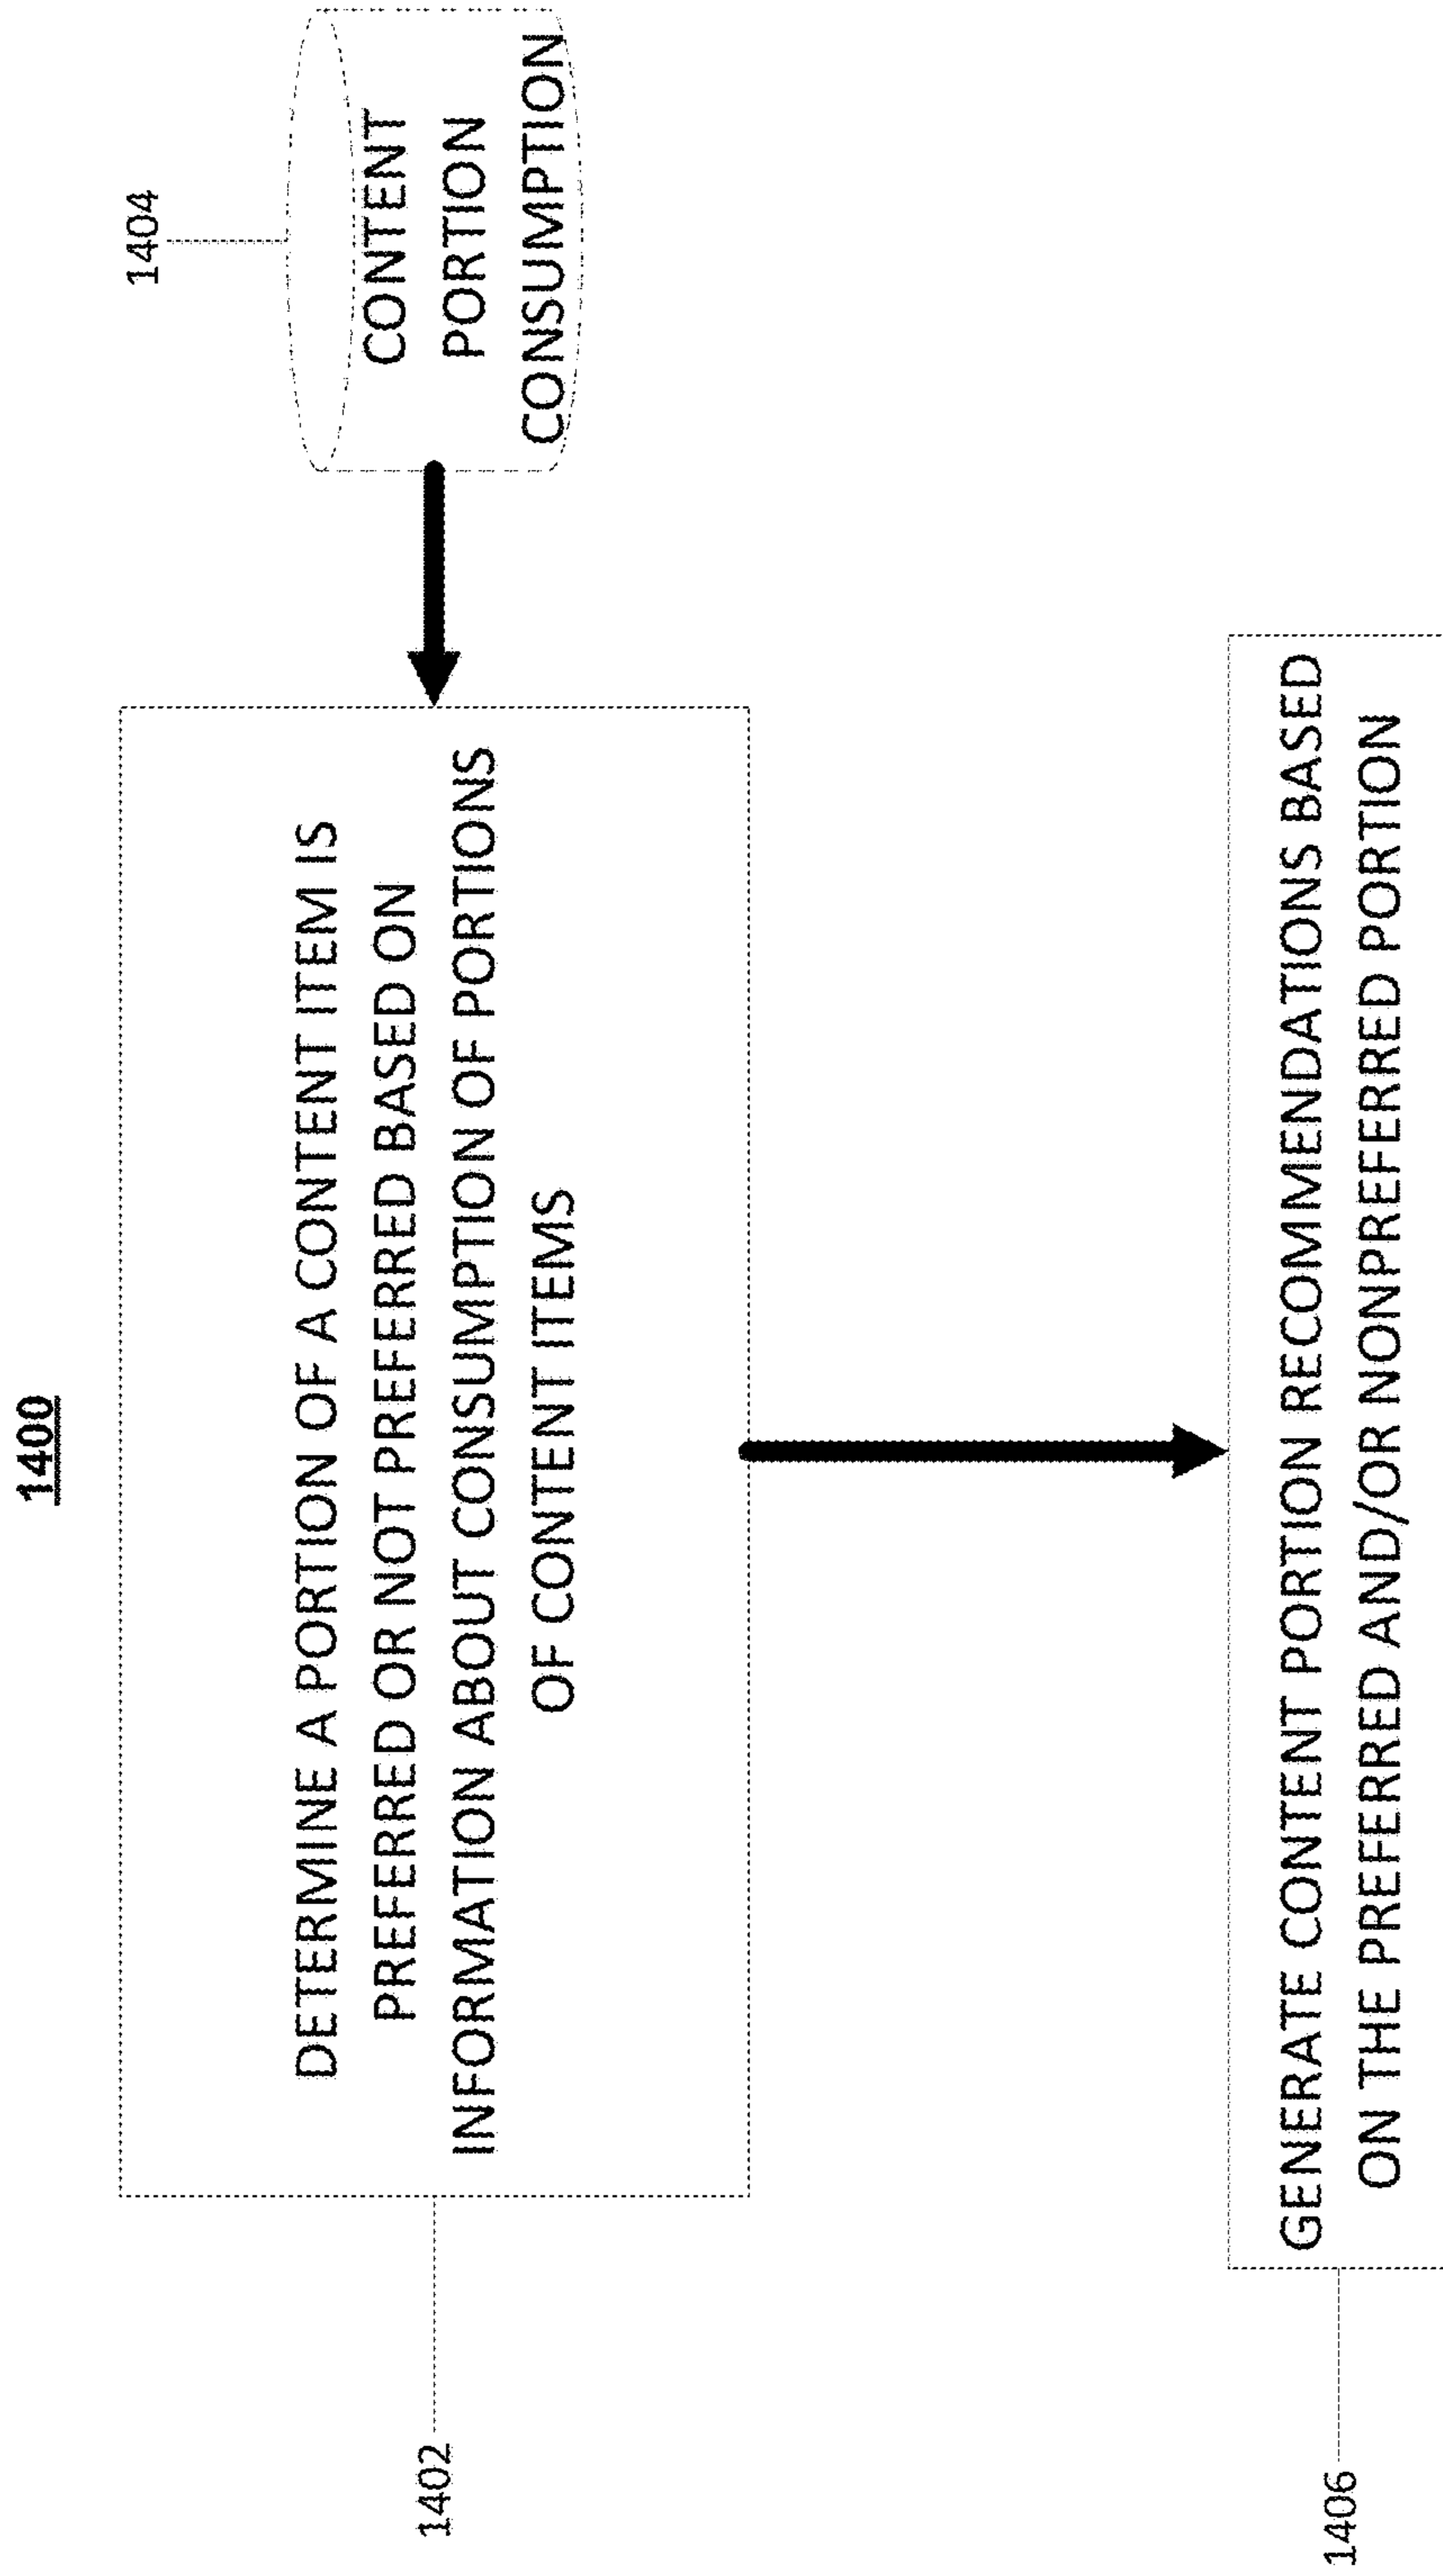 1400
1404
CONTENT
PORTION
CONSUMPTION
1402
DETERMINE A PORTION OF A CONTENT ITEM IS
PREFERRED OR NOT PREFERRED BASED ON
INFORMATION ABOUT CONSUMPTION OF PORTIONS
OF CONTENT ITEMS
1406
GENERATE CONTENT PORTION RECOMMENDATIONS BASED
ON THE PREFERRED AND/OR NONPREFERRED PORTION